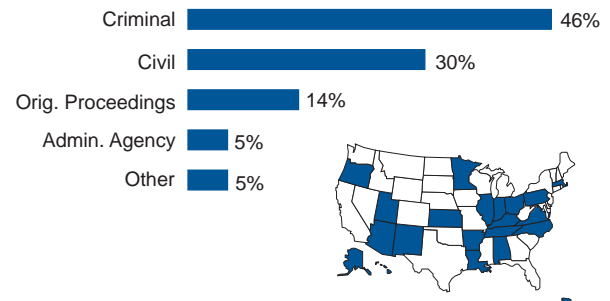 Criminal 46%
Civil 30%
Orig. Proceedings 14%
Admin. Agency 5%
Other 5%